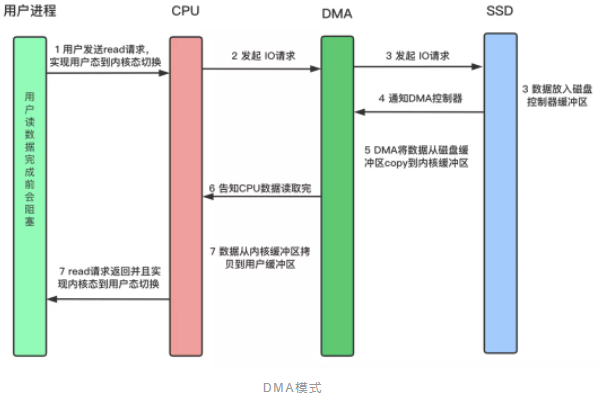 用户进程
CPU
DMA
SSD
1 用户发送read请求，
实现用户态到内核态切换
2 发起 IO请求
3 发起 IO请求
3 数据放入磁盘
控制器缓冲区
4 通知DMA控制器
用户读数据完成前会阻塞
5 DMA将数据从磁盘缓
冲区copy到内核缓冲区
6 告知CPU数据读取完
7 数据从内核缓冲区拷
贝到用户缓冲区
7 read请求返回并且实
现内核态到用户态切换
DMA模式